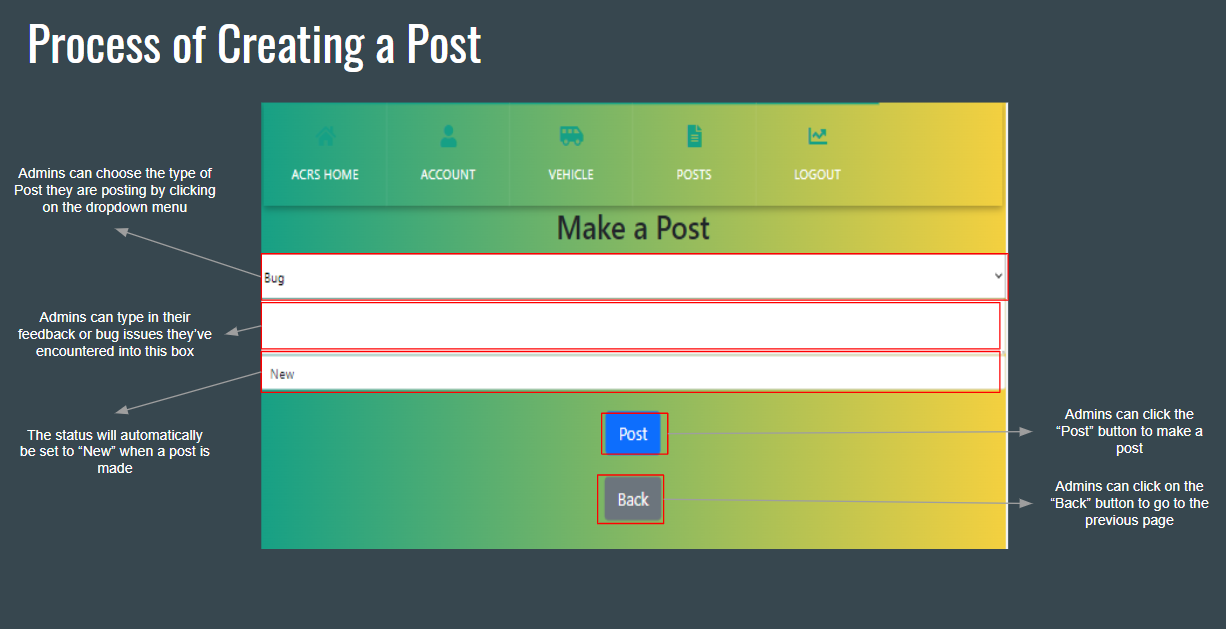 Process of Creating a Post
ACRS HOME
ACCOUNT
VEHICLE
POSTS
LOGOUT
Make a Post
Admins can choose the type of
Post they are posting by clicking
on the dropdown menu
Bug
Admins can type in their
feedback or bug issues they’ve
encountered into this box
New
The status will automatically
be set to “New” when a post is
made
Post
Admins can click the
“Post” button to make a
post
Back
Admins can click on the
“Back” button to go to the
previous page